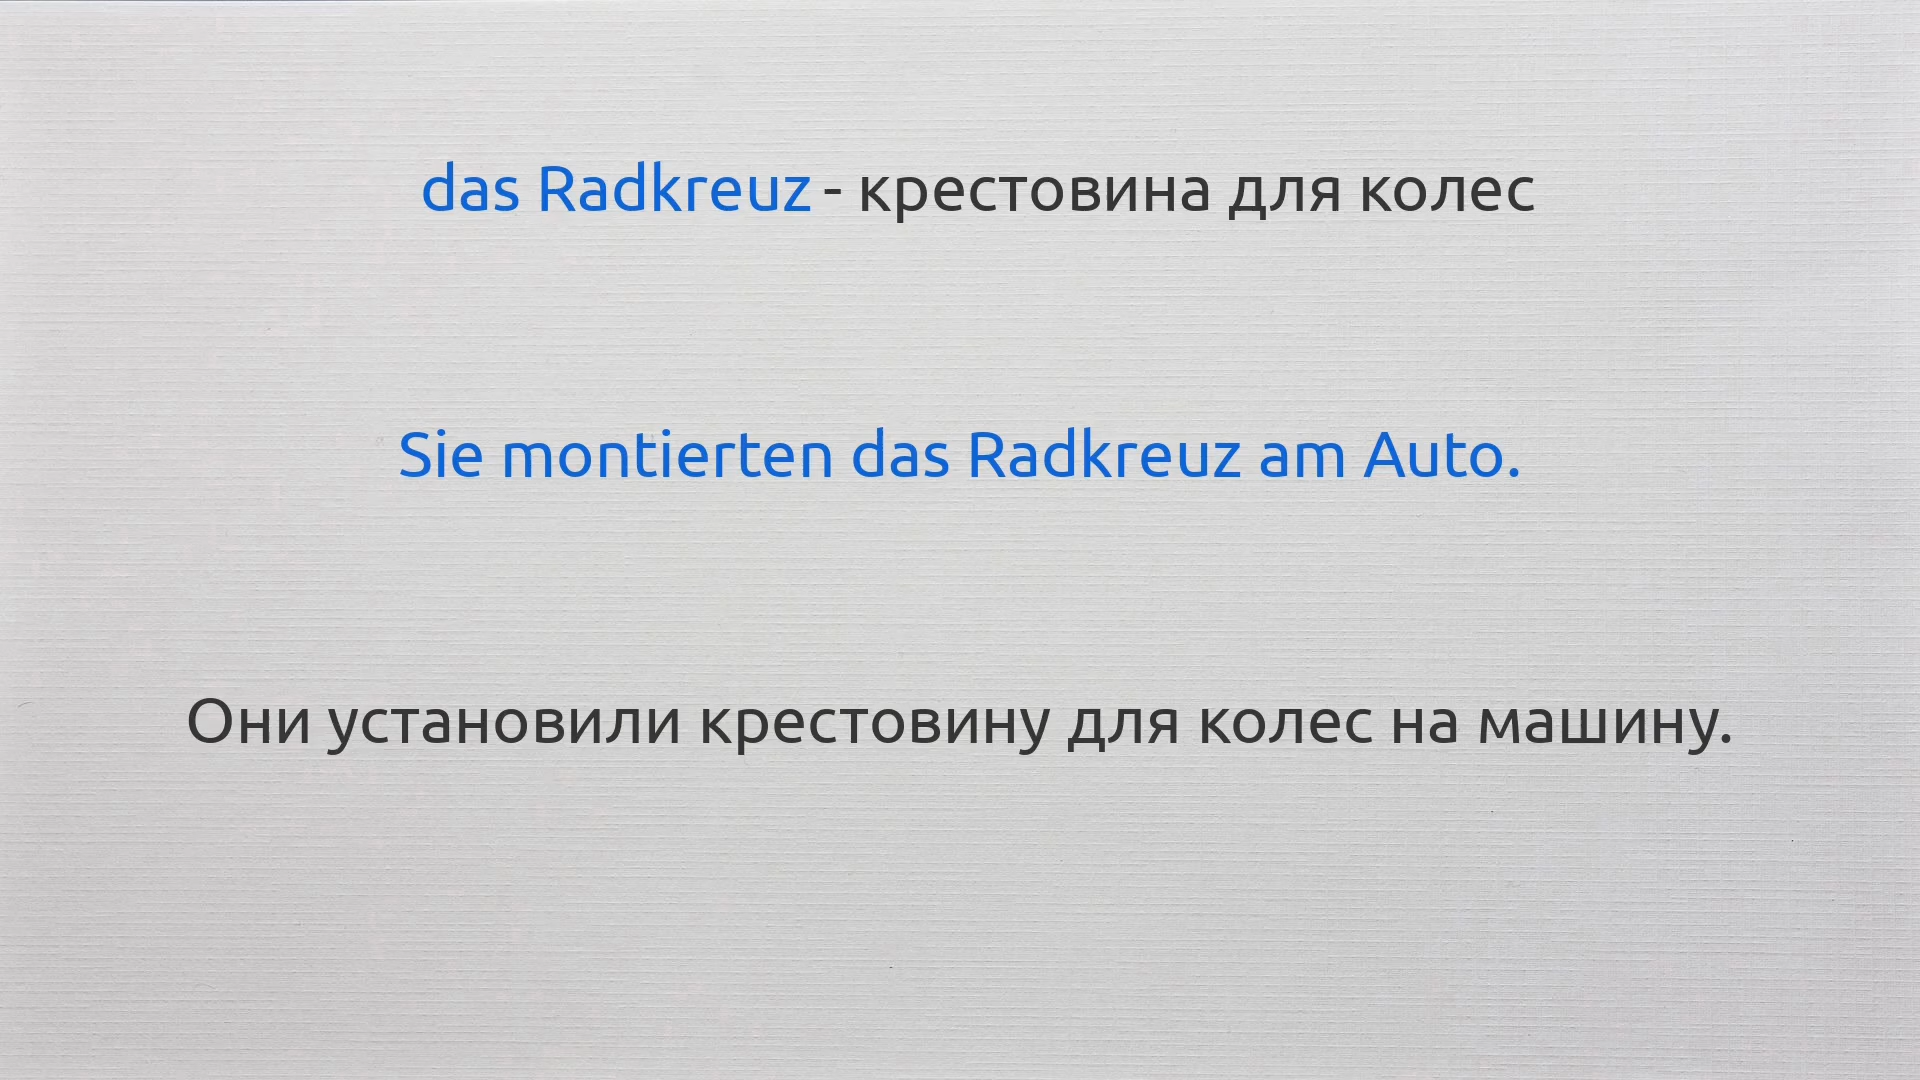 das Radkreuz - крестовина для колес
Sie montierten das Radkreuz am Auto.
Они установили крестовину для колес на машину.